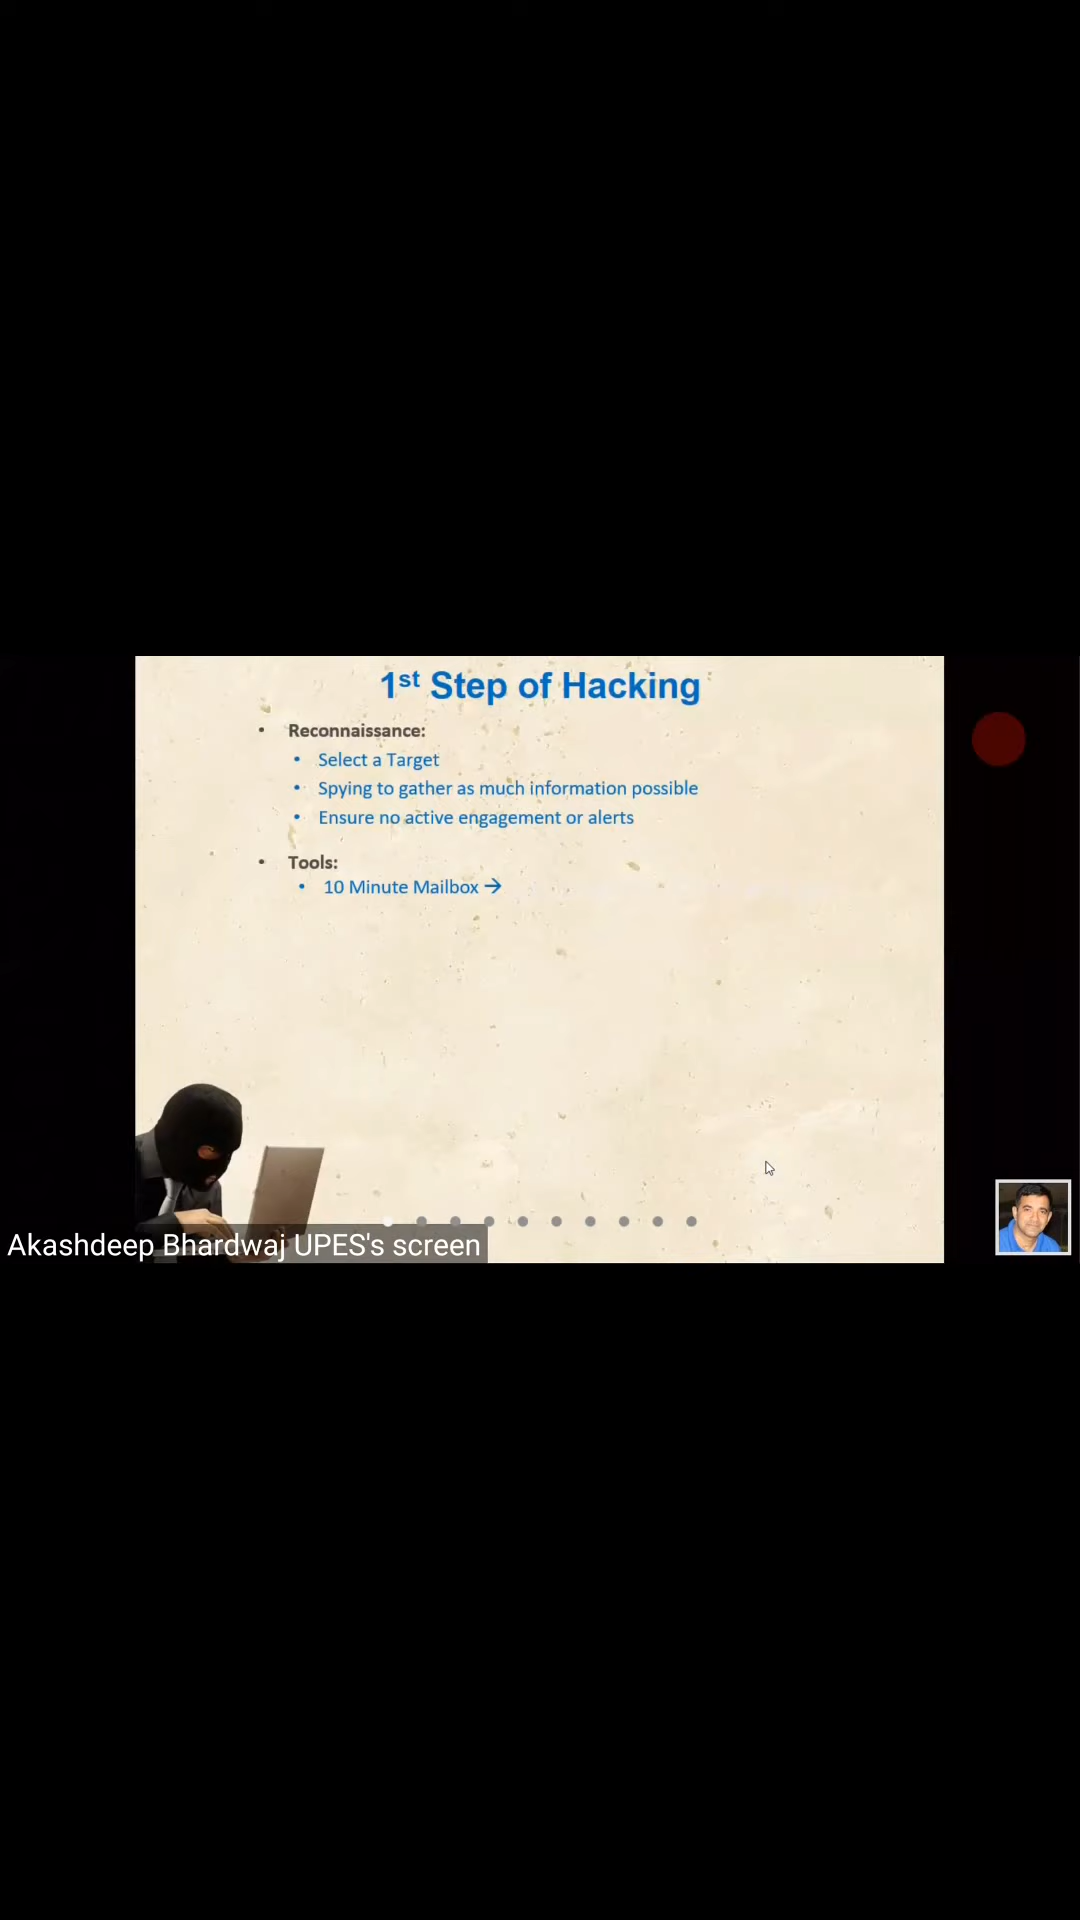 1st Step of Hacking
• Reconnaissance:
• Select a Target
• Spying to gather as much information possible
• Ensure no active engagement or alerts
• Tools:
• 10 Minute Mailbox →
Akashdeep Bhardwaj UPES's screen